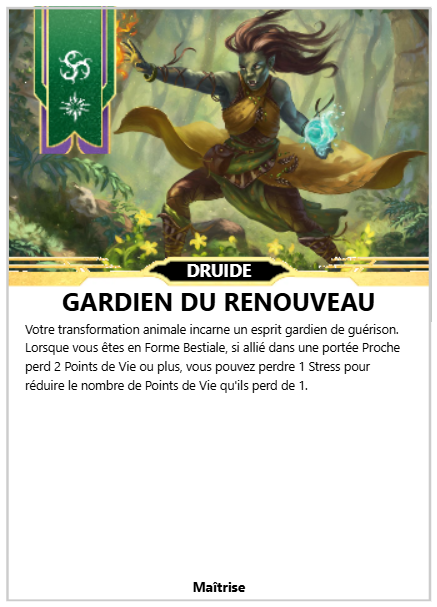 DRUIDE
GARDIEN DU RENOUVEAU
Votre transformation animale incarne un esprit gardien de guérison.
Lorsque vous êtes en Forme Bestiale, si allié dans une portée Proche
perd 2 Points de Vie ou plus, vous pouvez perdre 1 Stress pour
réduire le nombre de Points de Vie qu'ils perd de 1.
Maîtrise